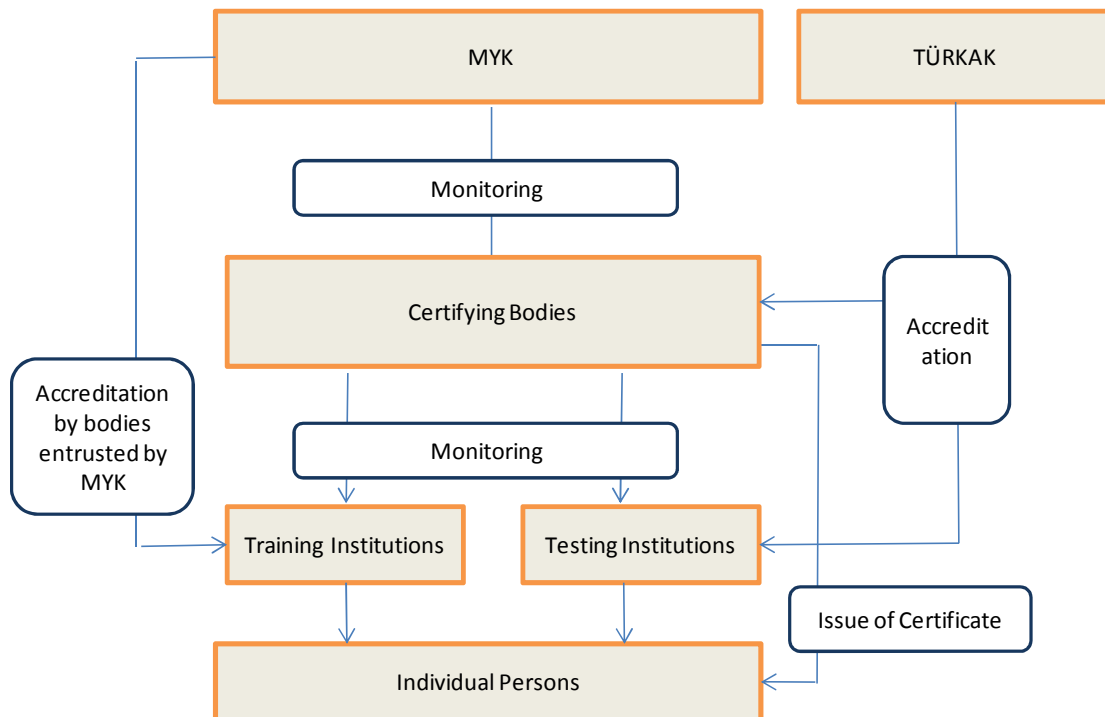 MYK
TÜRKAK
Monitoring
Certifying Bodies
Accredit
ation
Accreditation
by bodies
entrusted by
MYK
Monitoring
Training Institutions
Testing Institutions
Issue of Certificate
Individual Persons